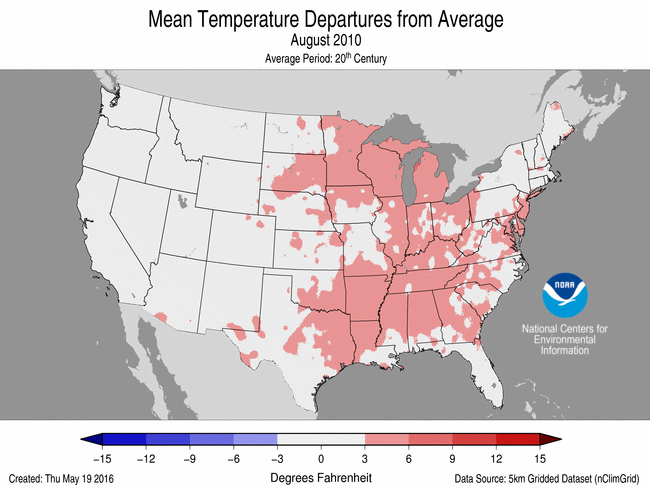 Mean Temperature Departures from Average
August 2010
Average Period: 20th Century
NOAA
National Centers for
Environmental
Information
−15 −12 −9 −6 −3 0 3 6 9 12 15
Created: Thu May 19 2016
Degrees Fahrenheit
Data Source: 5km Gridded Dataset (nClimGrid)